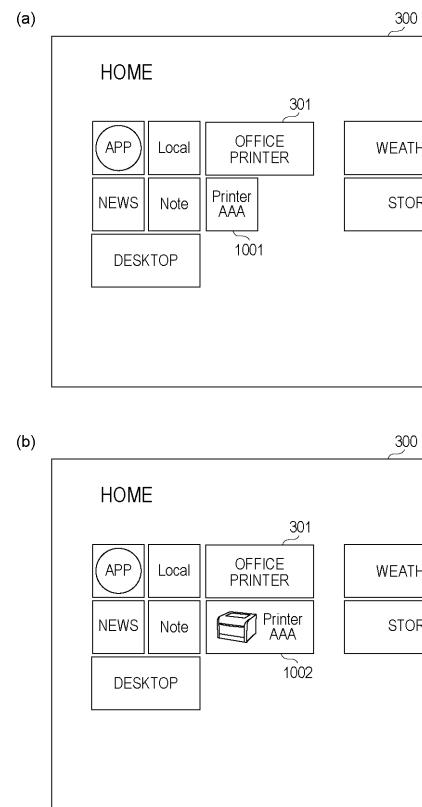 (a)
300
HOME
301
APP
Local
OFFICE
PRINTER
WEATH
NEWS
Note
Printer
AAA
STOR
1001
DESKTOP
(b)
300
HOME
301
APP
Local
OFFICE
PRINTER
WEATH
NEWS
Note
Printer
AAA
STOR
1002
DESKTOP